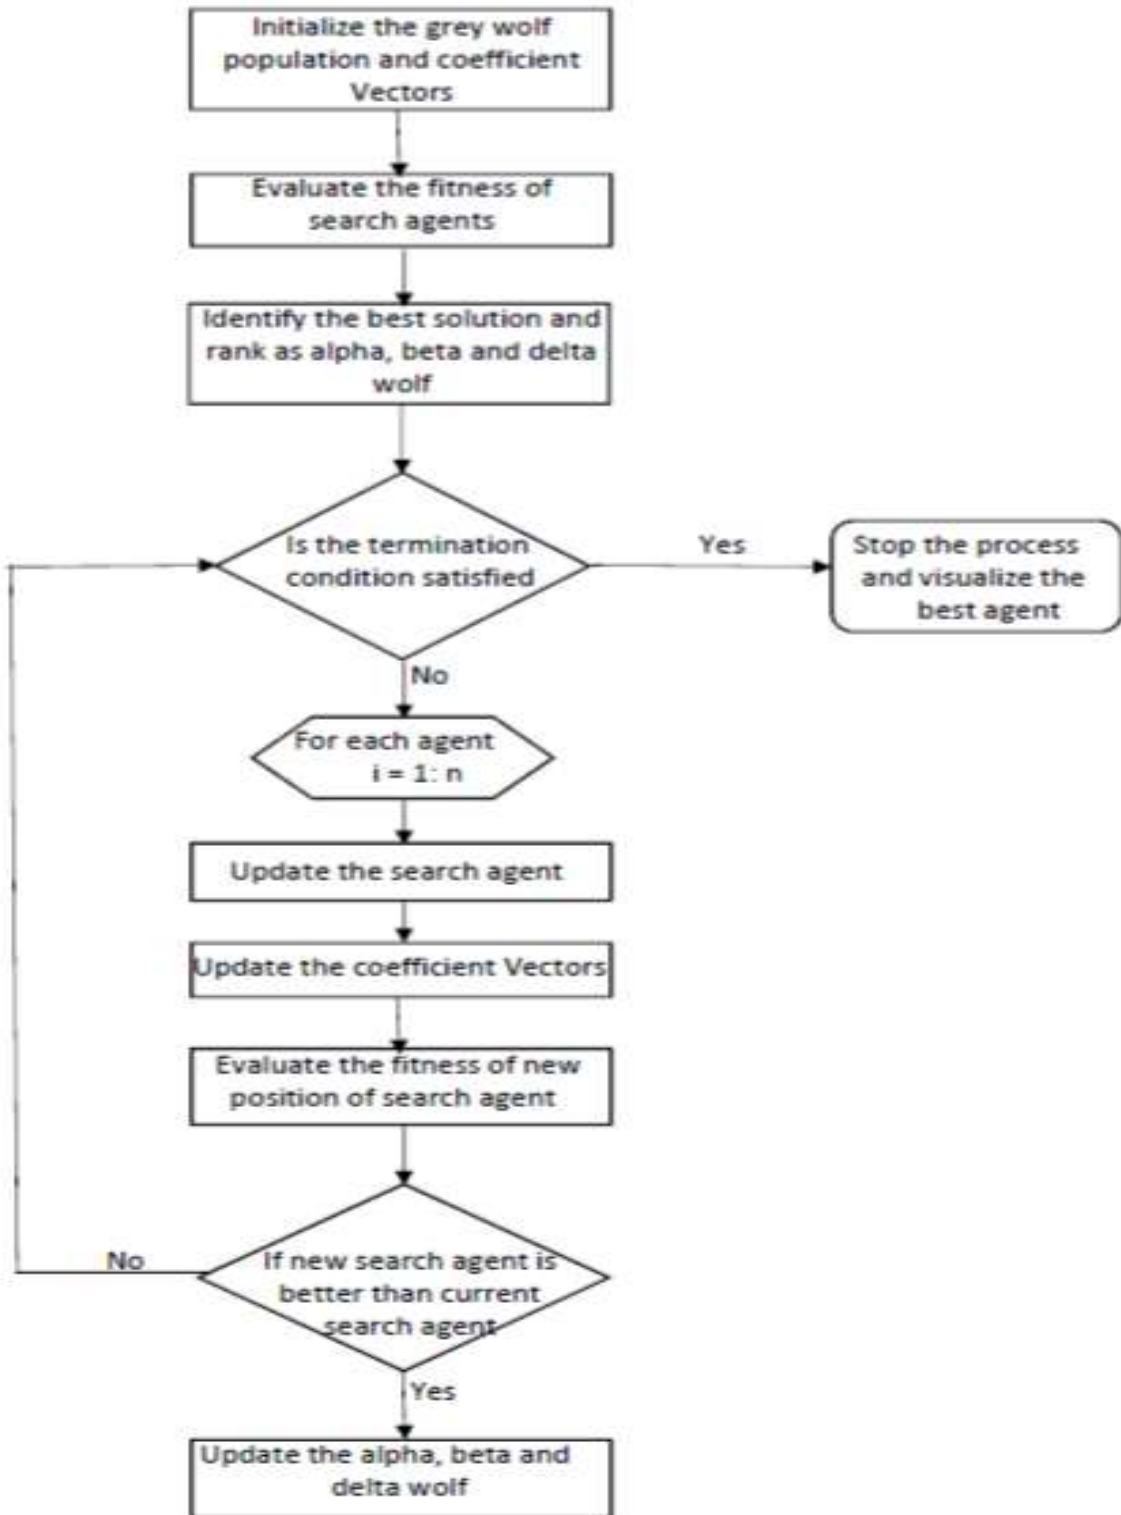 Initialize the grey wolf
population and coefficient
Vectors
Evaluate the fitness of
search agents
Identify the best solution and
rank as alpha, beta and delta
wolf
Is the termination
condition satisfied
Yes
Stop the process
and visualize the
best agent
No
For each agent
i = 1: n
Update the search agent
Update the coefficient Vectors
Evaluate the fitness of new
position of search agent
No
If new search agent is
better than current
search agent
Yes
Update the alpha, beta and
delta wolf